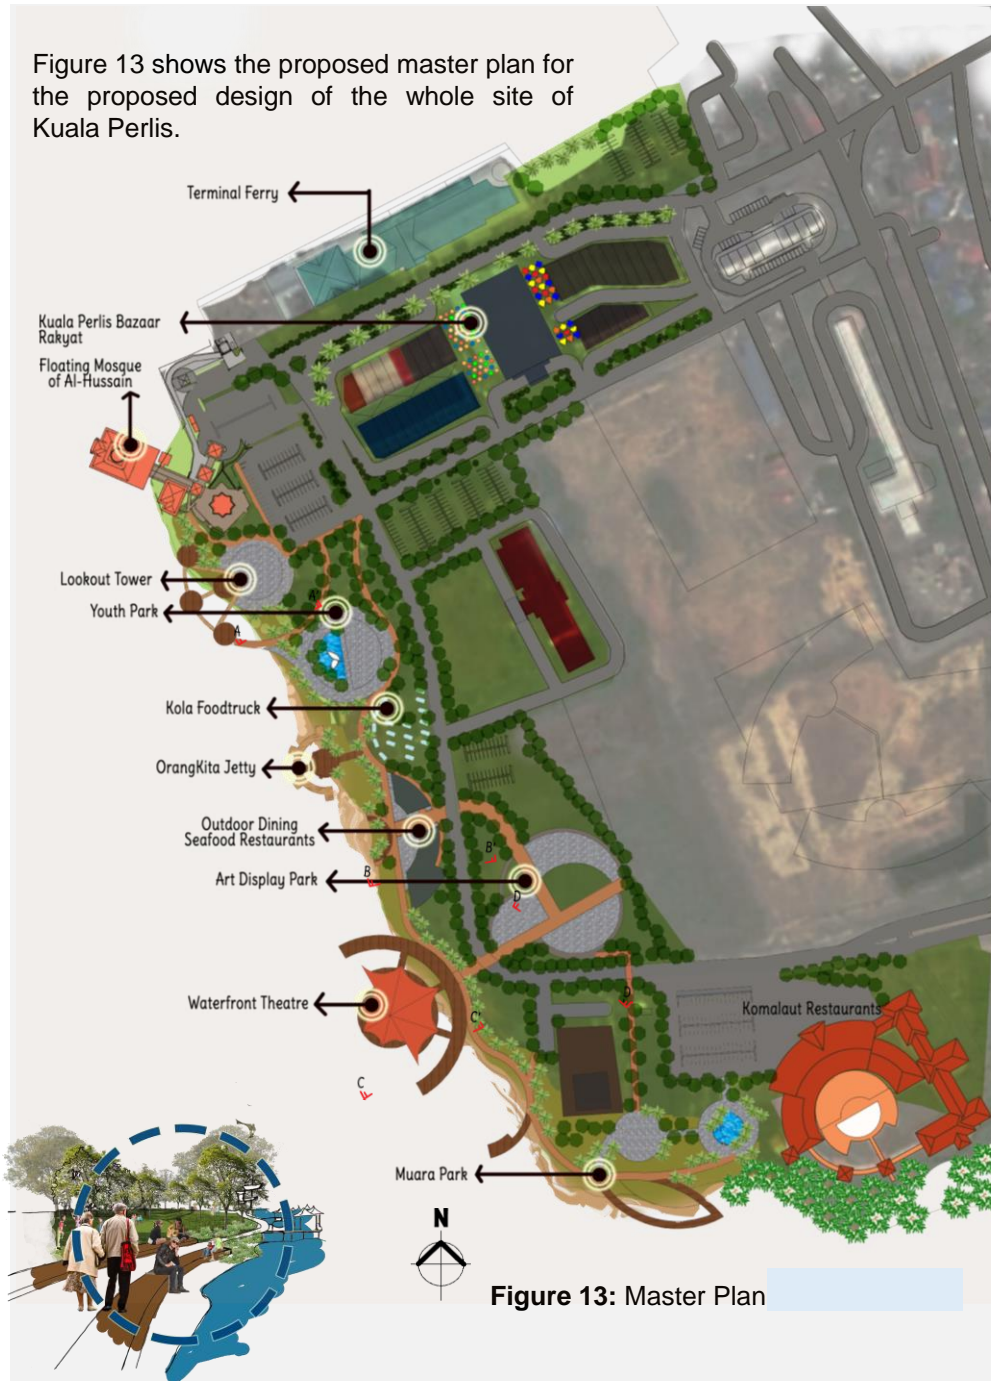 Figure 13 shows the proposed master plan for
the proposed design of the whole site of
Kuala Perlis.
Terminal Ferry
Kuala Perlis Bazaar
Rakyat
Floating Mosque
of Al-Hussain
Lookout Tower
Youth Park
A'
A
Kola Foodtruck
OrangKita Jetty
Outdoor Dining
Seafood Restaurants
B'
B
Art Display Park
D
Waterfront Theatre
D'
Komalaut Restaurants
C'
C
Muara Park
N
Figure 13: Master Plan